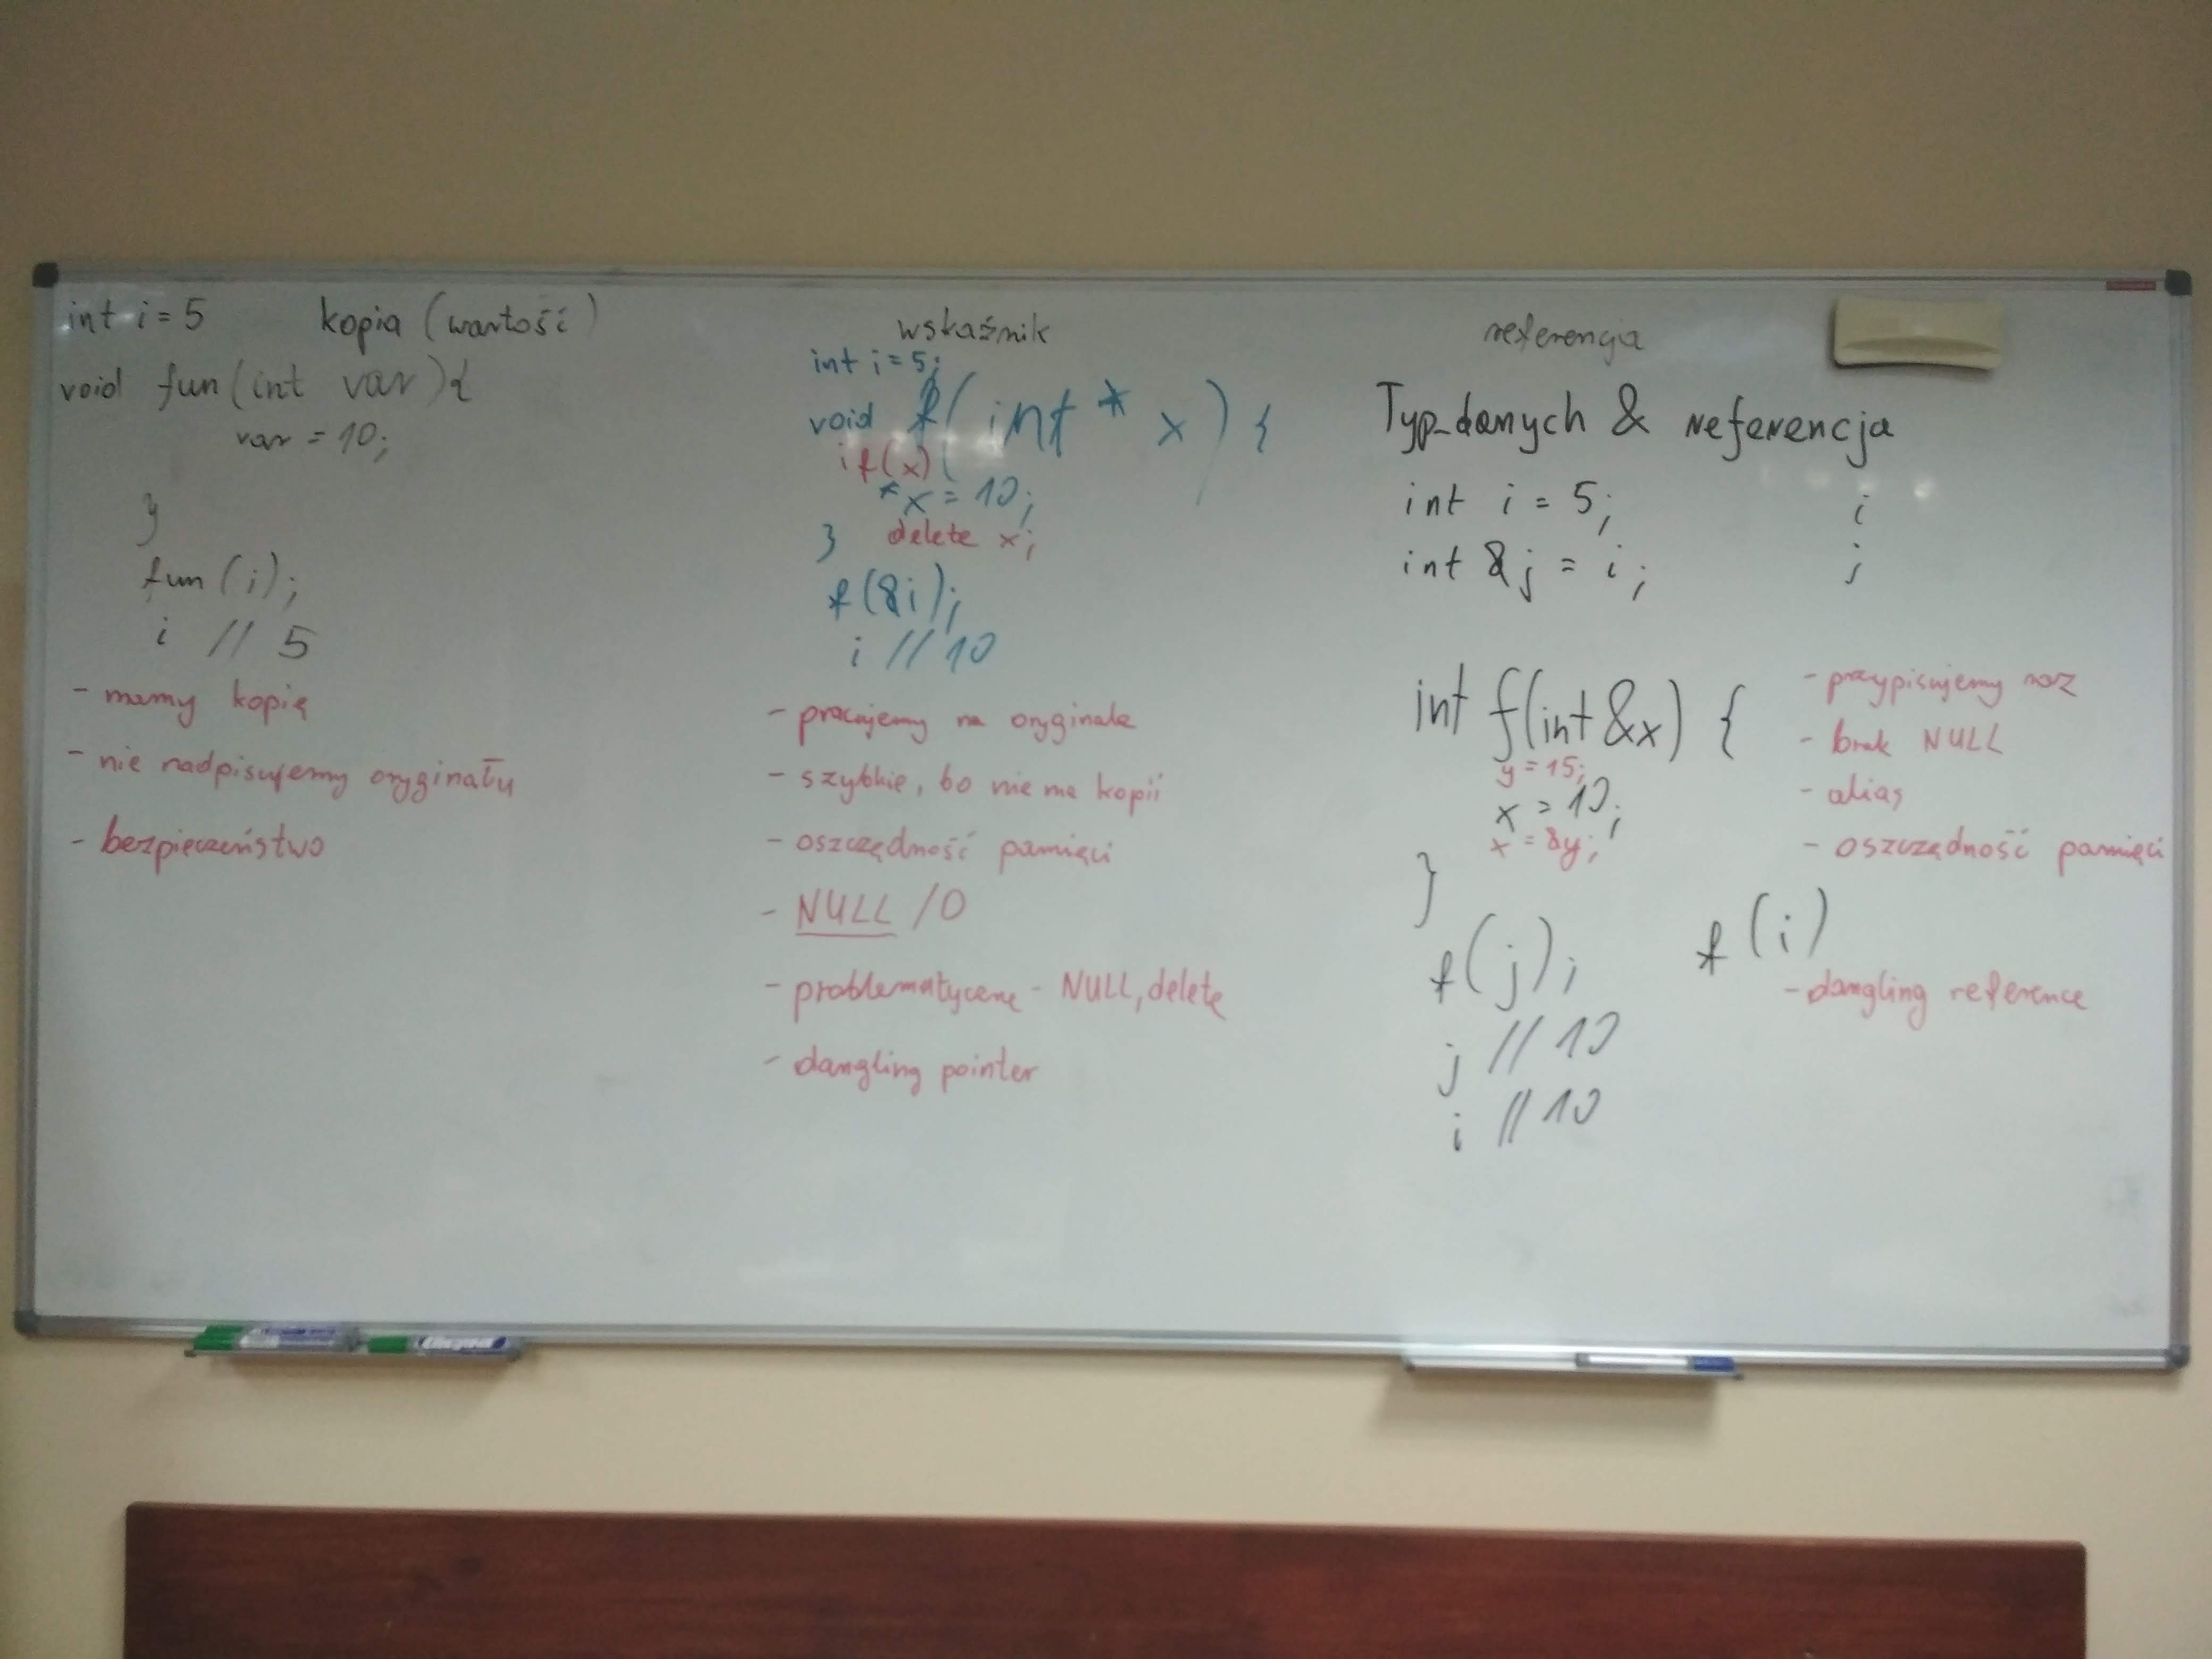 int i = 5 kopia (wartość)
void fun(int var){
var = 10;
}
fun(i);
i // 5
- mamy kopię
- nie nadpisujemy oryginału
- bezpieczeństwo
wskaźnik
int i = 5;
void f(int * x) {
if(x)
*x = 10;
} delete x;
f(&i);
i // 10
- pracujemy na oryginale
- szybkie, bo nie ma kopii
- oszczędność pamięci
- NULL / 0
- problematyczne - NULL, delete
- dangling pointer
referencja
Typ_danych & referencja
int i = 5; i
int &j = i; j
int f(int &x) {
y = 15;
x = 10;
x = &y;
}
f(j);
j // 10
i // 10
- przypisujemy raz
- brak NULL
- alias
- oszczędność pamięci
f(i)
- dangling reference